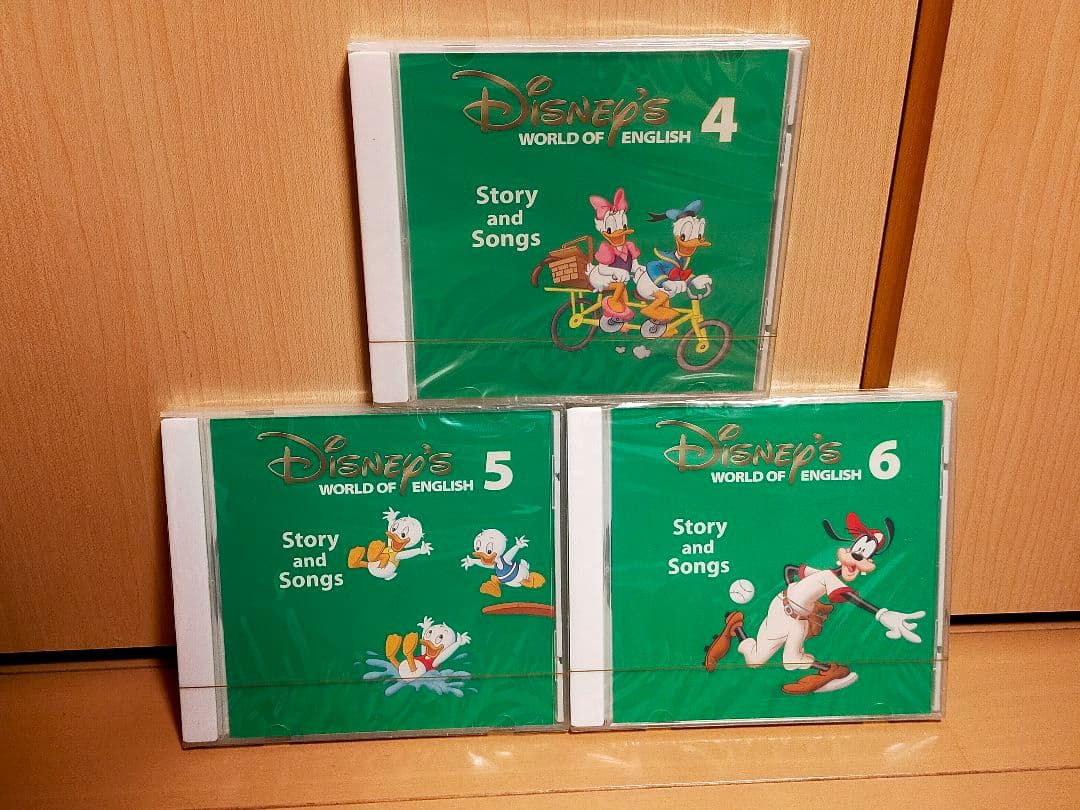 DISNEY'S
WORLD OF ENGLISH 4
Story
and
Songs
DISNEY'S
WORLD OF ENGLISH 5
Story
and
Songs
DISNEY'S
WORLD OF ENGLISH 6
Story
and
Songs